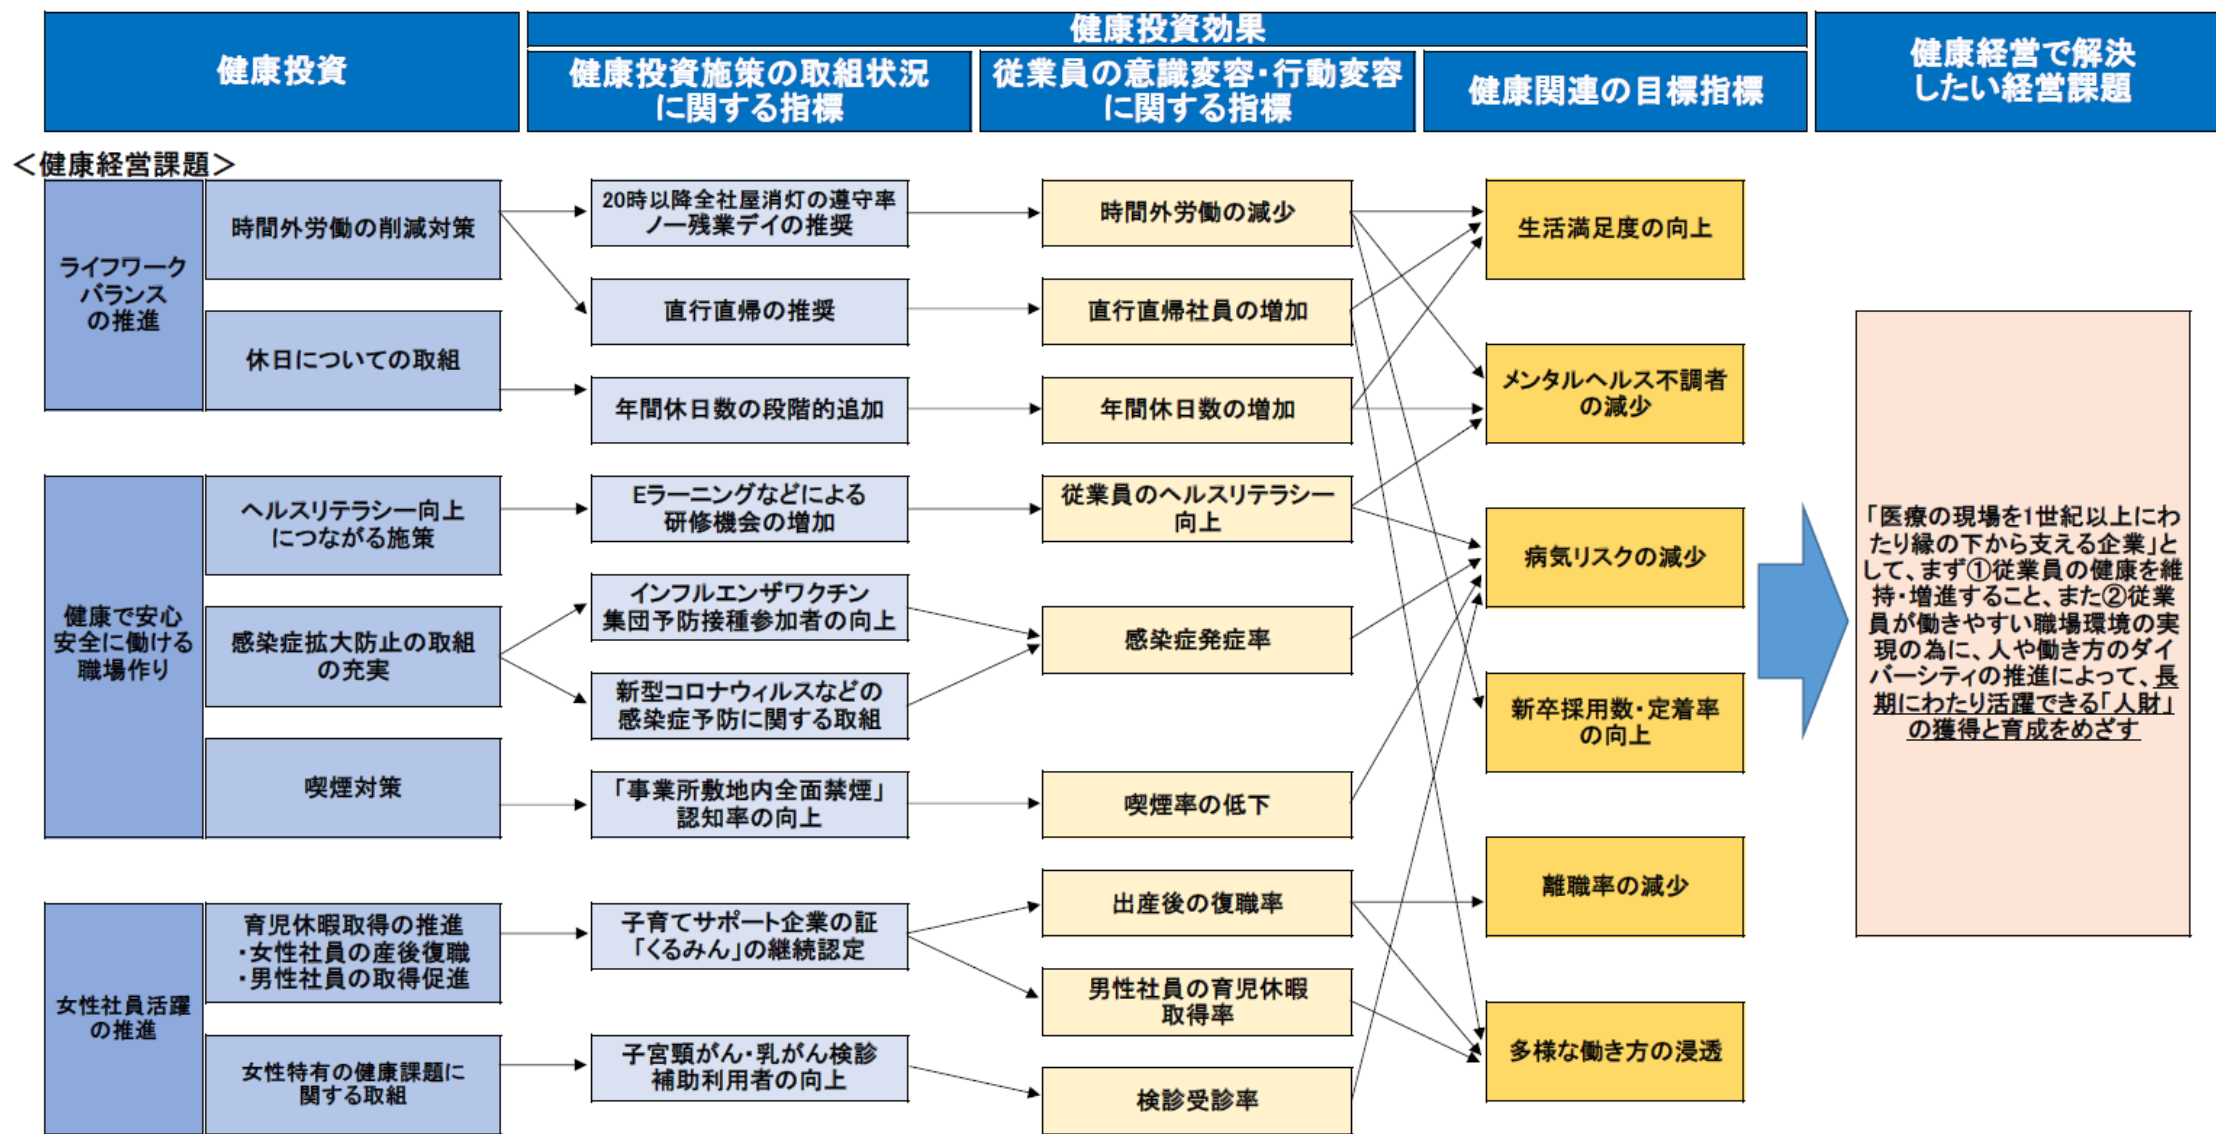 健康投資
健康投資効果
健康投資施策の取組状況
に関する指標
従業員の意識変容・行動変容
に関する指標
健康関連の目標指標
健康経営で解決
したい経営課題
＜健康経営課題＞
ライフワーク
バランス
の推進
時間外労働の削減対策
休日についての取組
20時以降全社屋消灯の遵守率
ノー残業デイの推奨
直行直帰の推奨
年間休日数の段階的追加
時間外労働の減少
直行直帰社員の増加
年間休日数の増加
健康で安心
安全に働ける
職場作り
ヘルスリテラシー向上
につながる施策
感染症拡大防止の取組
の充実
喫煙対策
Eラーニングなどによる
研修機会の増加
インフルエンザワクチン
集団予防接種参加者の向上
新型コロナウィルスなどの
感染症予防に関する取組
「事業所敷地内全面禁煙」
認知率の向上
従業員のヘルスリテラシー
向上
感染症発症率
喫煙率の低下
女性社員活躍
の推進
育児休暇取得の推進
・女性社員の産後復職
・男性社員の取得促進
女性特有の健康課題に
関する取組
子育てサポート企業の証
「くるみん」の継続認定
子宮頸がん・乳がん検診
補助利用者の向上
出産後の復職率
男性社員の育児休暇
取得率
検診受診率
生活満足度の向上
メンタルヘルス不調者
の減少
病気リスクの減少
新卒採用数・定着率
の向上
離職率の減少
多様な働き方の浸透
「医療の現場を1世紀以上にわ
たり縁の下から支える企業」と
して、まず①従業員の健康を維
持・増進すること、また②従業
員が働きやすい職場環境の実
現の為に、人や働き方のダイ
バーシティの推進によって、長
期にわたり活躍できる「人財」
の獲得と育成をめざす